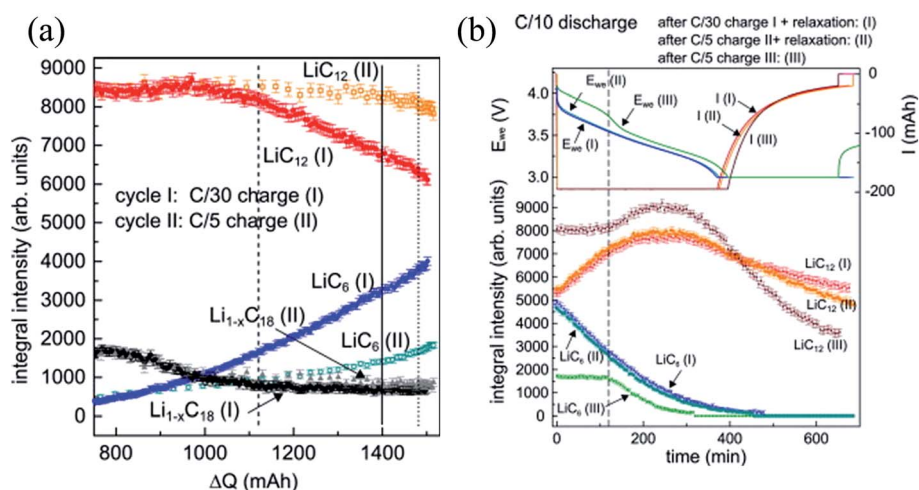 (a)
9000
8000
7000
6000
5000
4000
3000
2000
1000
0
integral intensity (arb. units)
LiC₁₂ (II)
LiC₁₂ (I)
cycle I: C/30 charge (I)
cycle II: C/5 charge (II)
LiC₆ (I)
Li₁₋ₓC₁₈ (II)
LiC₆ (II)
Li₁₋ₓC₁₈ (I)
800 1000 1200 1400
ΔQ (mAh)
(b) C/10 discharge
after C/30 charge I + relaxation: (I)
after C/5 charge II+ relaxation: (II)
after C/5 charge III: (III)
4.0
3.5
3.0
E_we (V)
E_we (II)
E_we (III)
E_we (I)
I (I)
I (II)
I (III)
0
-100
-200
I (mAh)
9000
8000
7000
6000
5000
4000
3000
2000
1000
0
integral intensity (arb. units)
LiC₁₂ (I)
LiC₁₂ (II)
LiC₁₂ (III)
LiC₆ (II)
LiC₆ (I)
LiC₆ (III)
0 200 400 600
time (min)